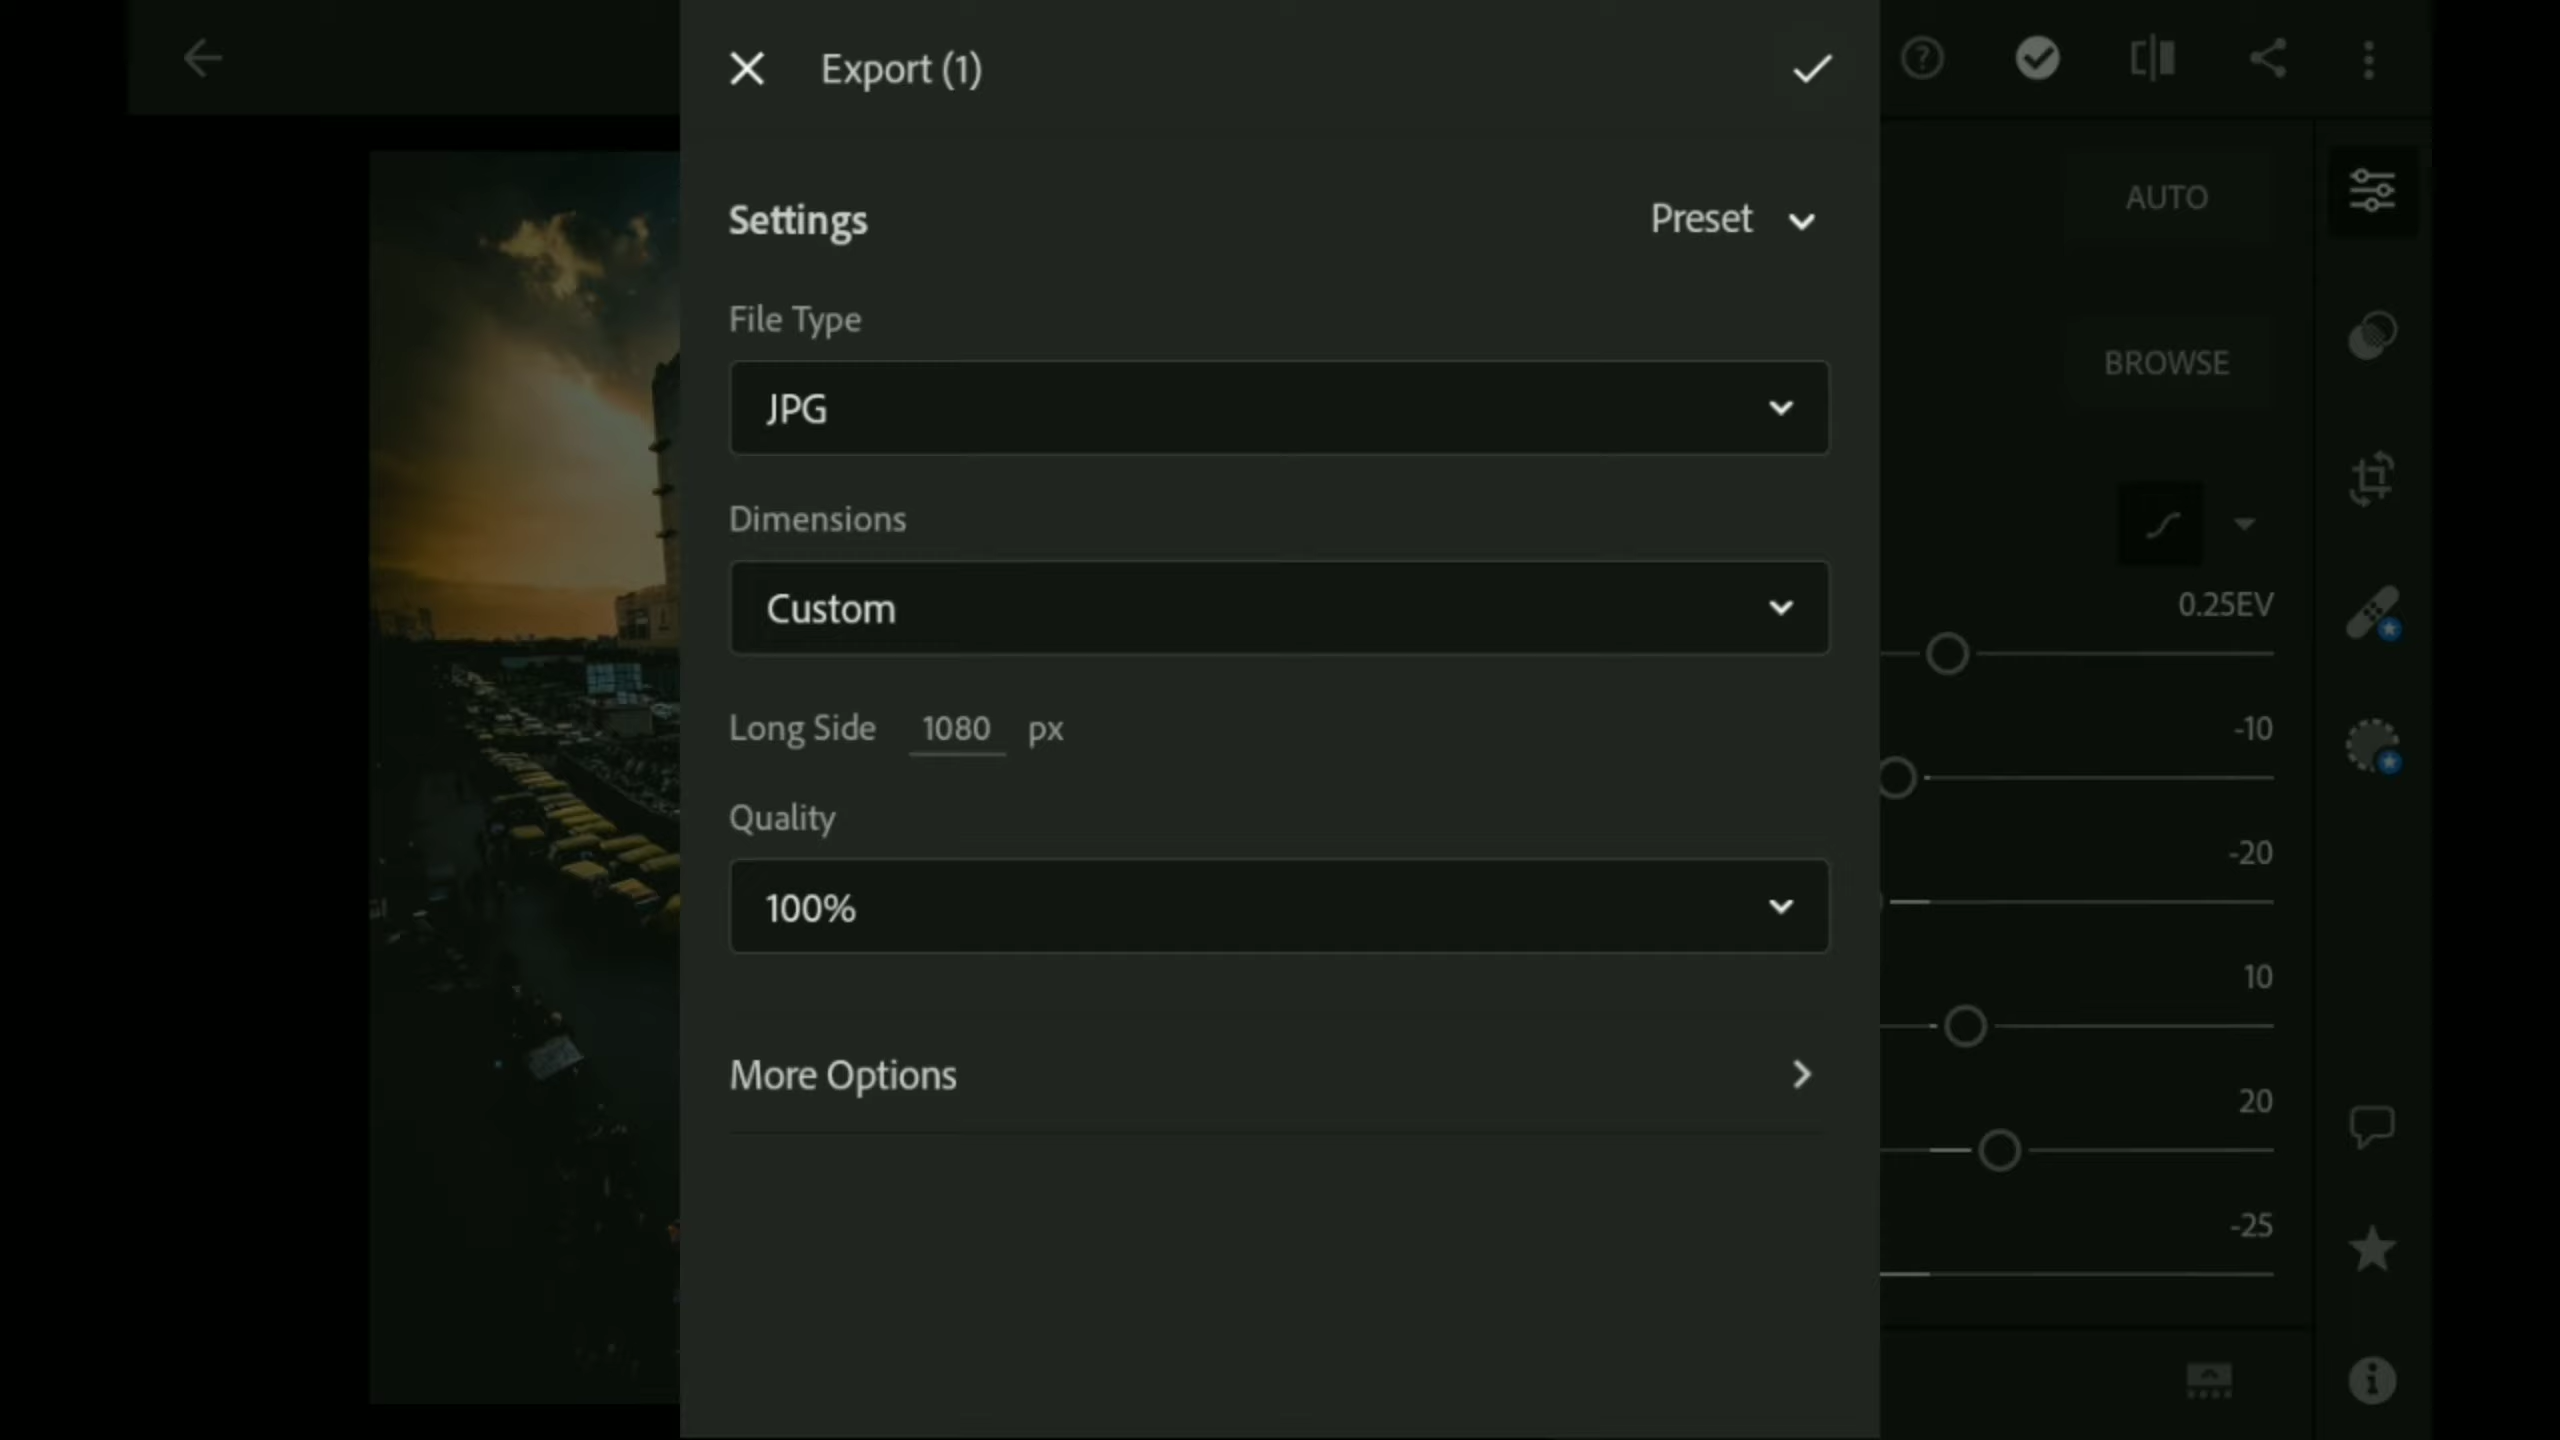 Export (1)
Settings
Preset
File Type
JPG
Dimensions
Custom
Long Side 1080 px
Quality
100%
More Options
AUTO
BROWSE
0.25EV
-10
-20
10
20
-25